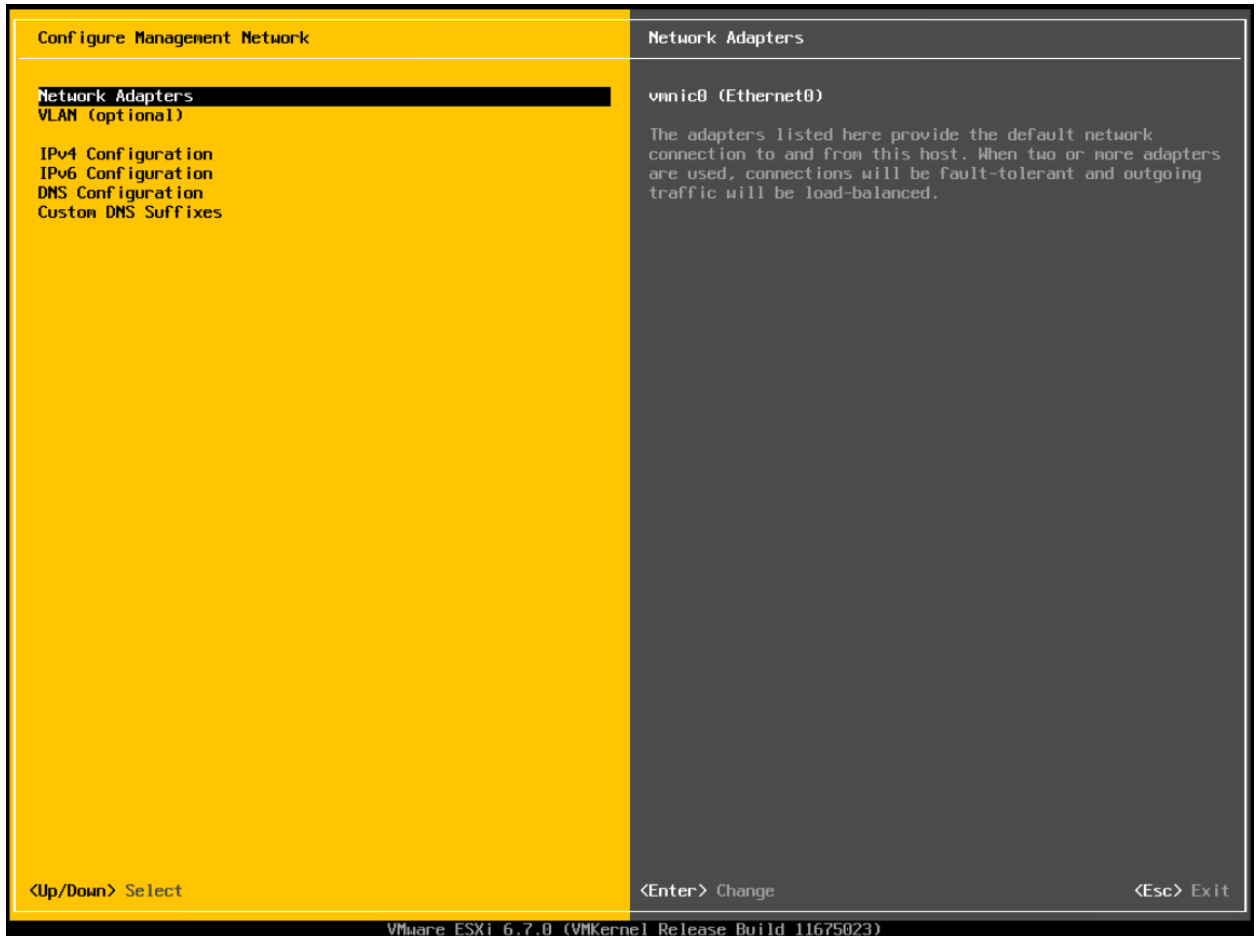 Configure Management Network
Network Adapters
VLAN (optional)
IPv4 Configuration
IPv6 Configuration
DNS Configuration
Custom DNS Suffixes
<Up/Down> Select
Network Adapters
vmnic0 (Ethernet0)
The adapters listed here provide the default network
connection to and from this host. When two or more adapters
are used, connections will be fault-tolerant and outgoing
traffic will be load-balanced.
<Enter> Change
<Esc> Exit
VMware ESXi 6.7.0 (VMKernel Release Build 11675023)